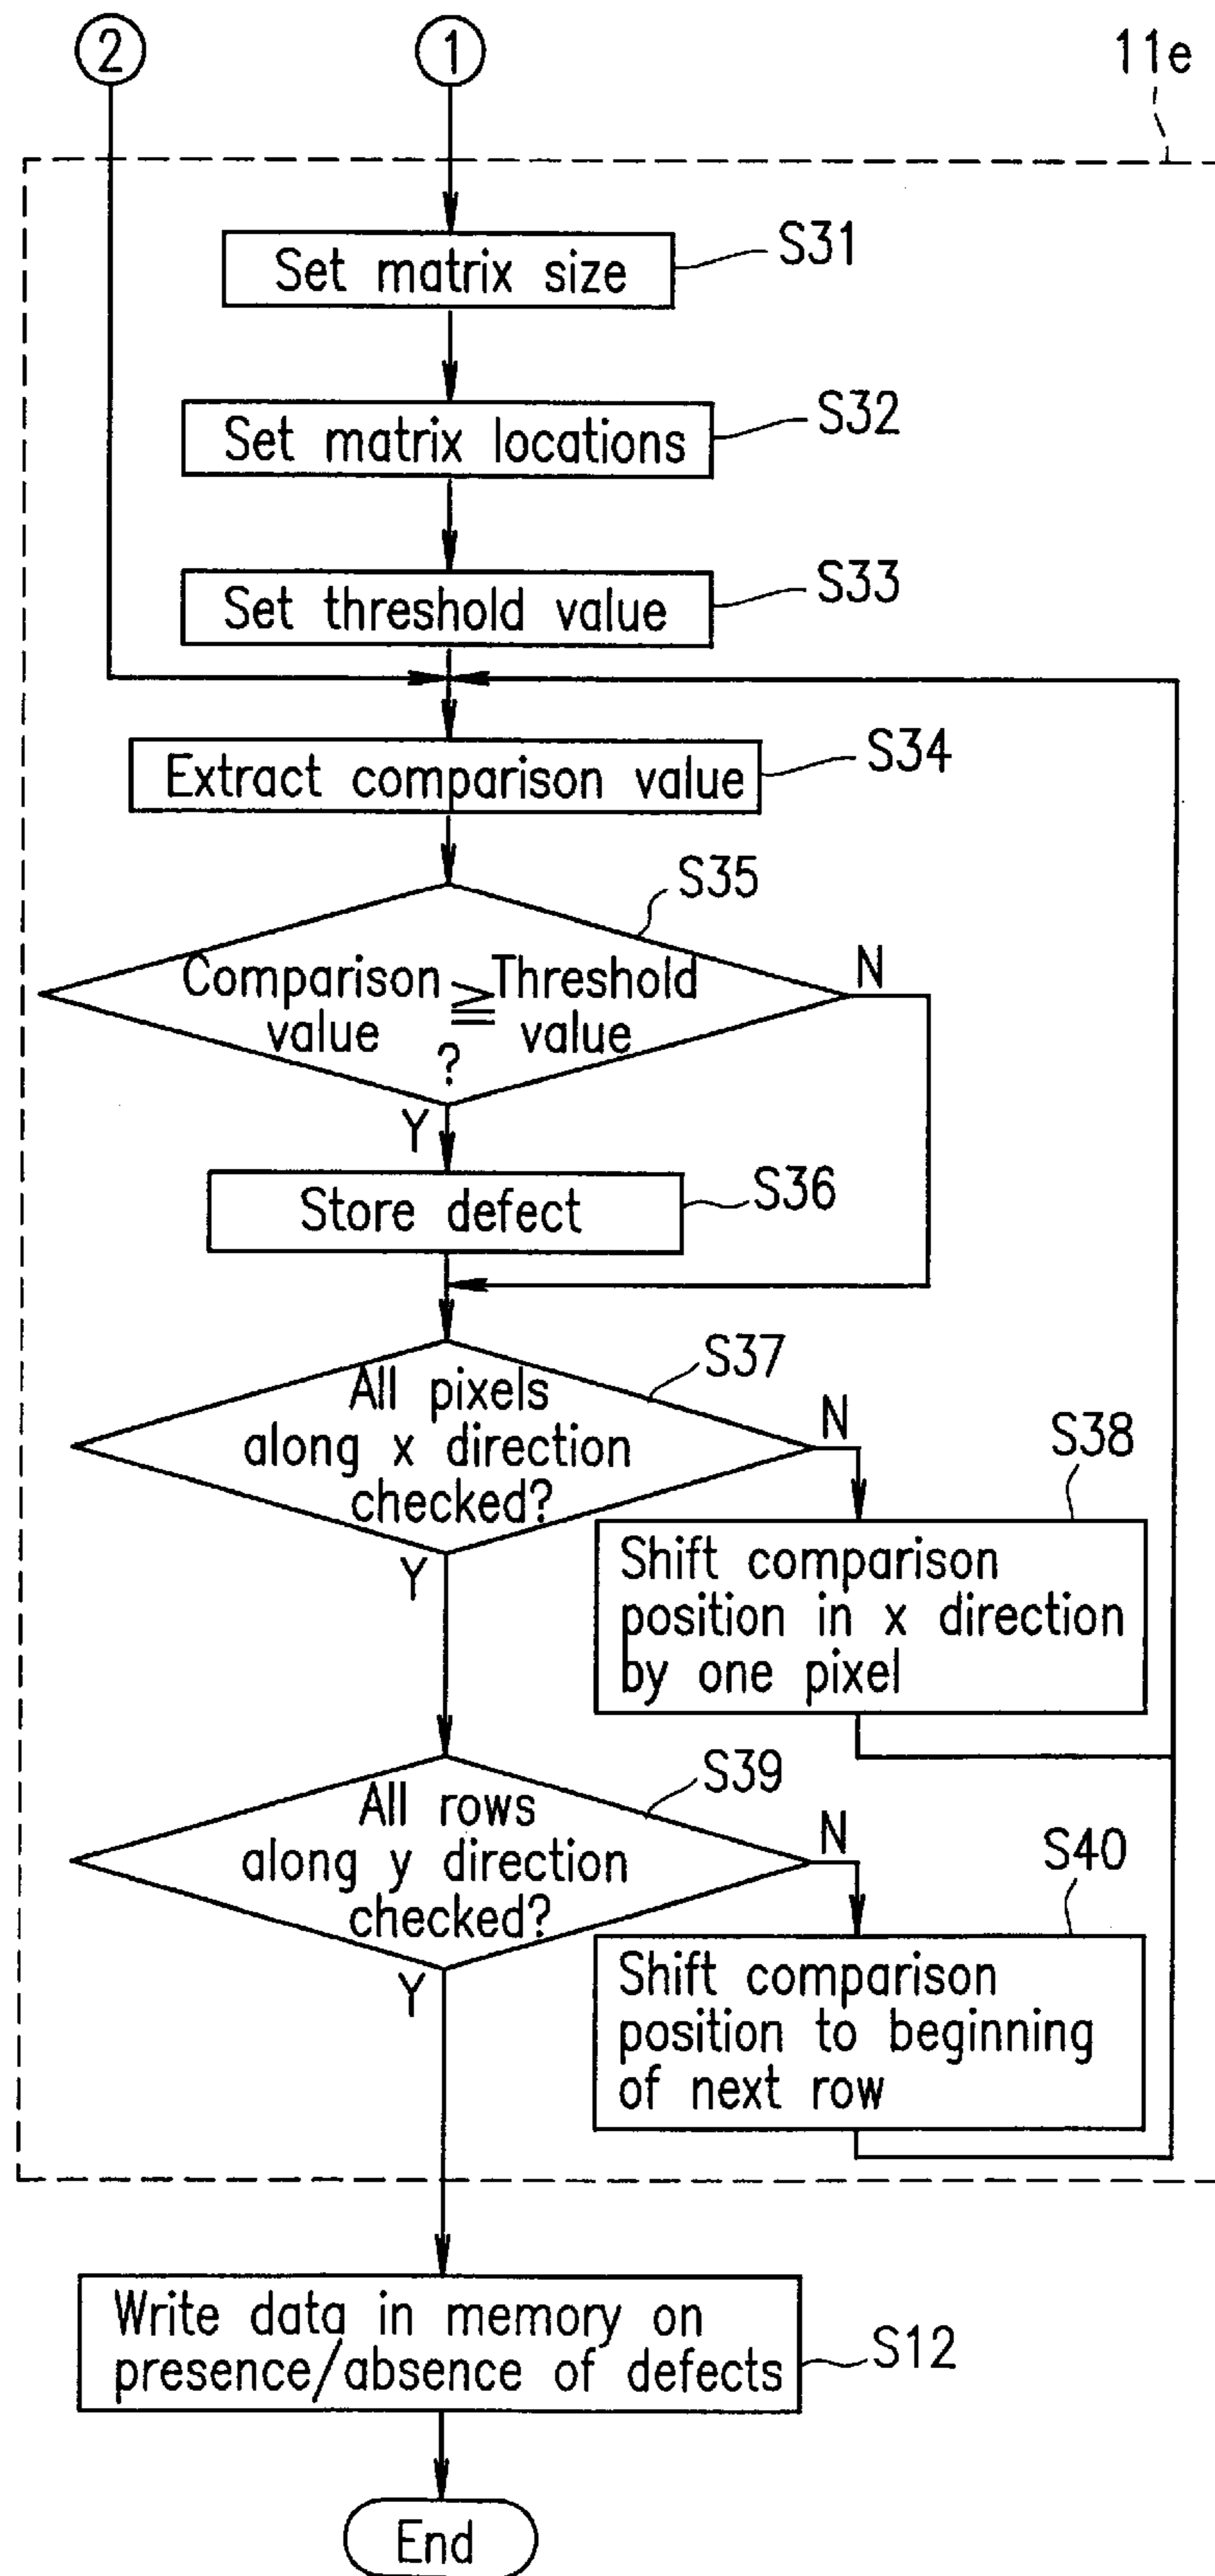 2
1
11e
Set matrix size
S31
Set matrix locations
S32
Set threshold value
S33
Extract comparison value
S34
S35
Comparison ≧ Threshold
value value
?
N
Y
Store defect
S36
S37
All pixels
along x direction
checked?
N
Y
S38
Shift comparison
position in x direction
by one pixel
S39
All rows
along y direction
checked?
N
Y
S40
Shift comparison
position to beginning
of next row
Write data in memory on
presence/absence of defects
S12
End